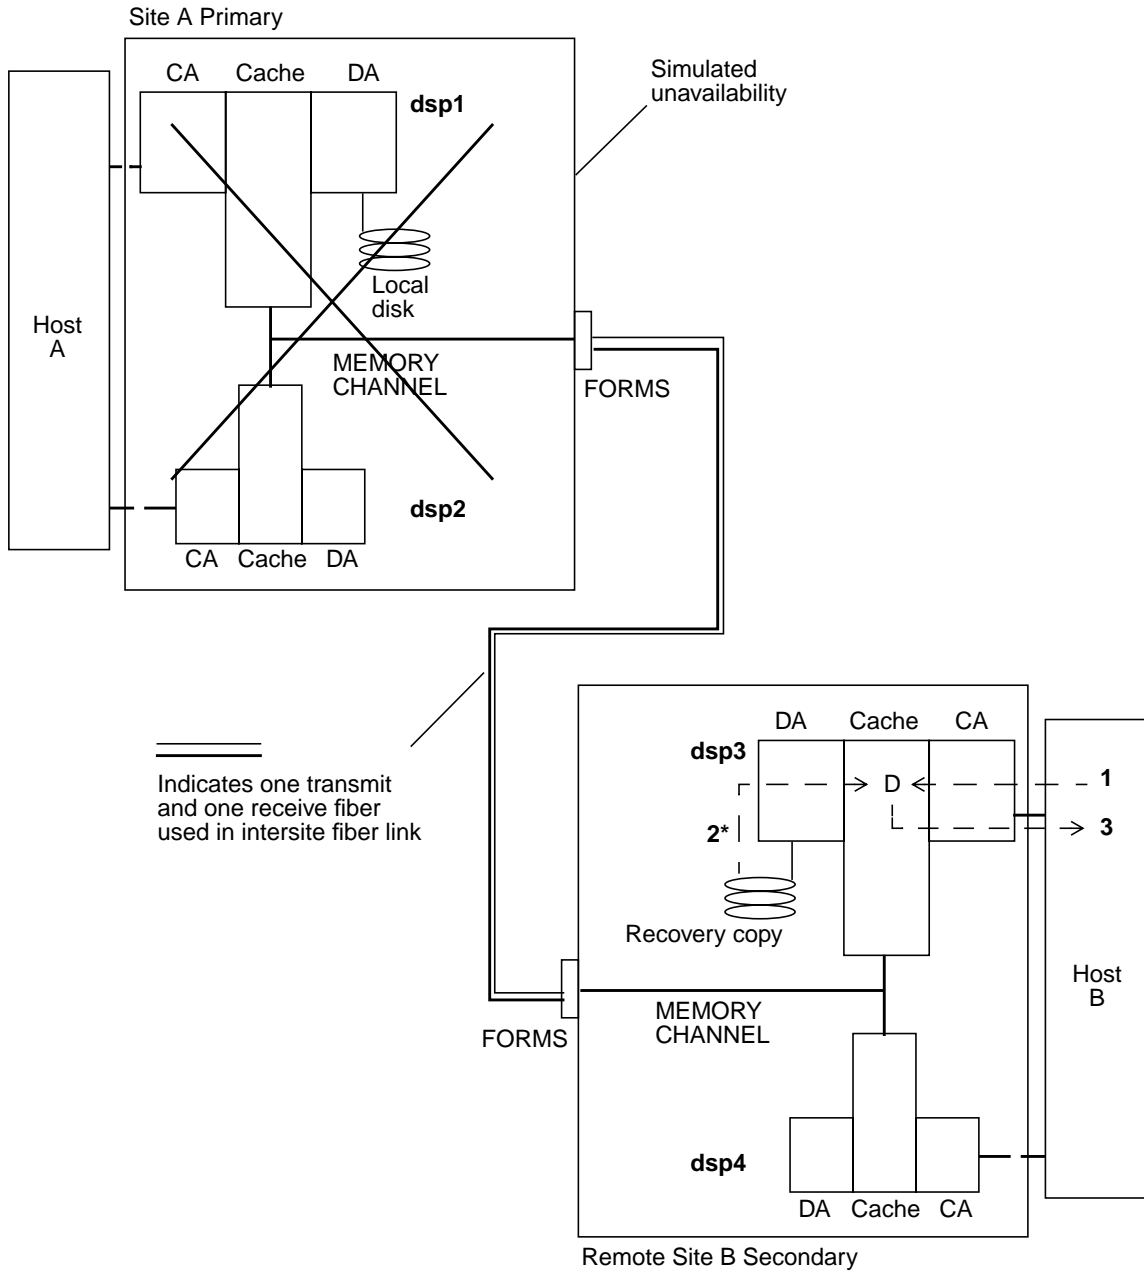 Site A Primary
CA
Cache
DA
dsp1
Simulated
unavailability
Local
disk
Host
A
MEMORY
CHANNEL
FORMS
dsp2
CA
Cache
DA
DA
Cache
CA
dsp3
D
1
2*
3
Indicates one transmit
and one receive fiber
used in intersite fiber link
Recovery copy
Host
B
MEMORY
CHANNEL
FORMS
dsp4
DA
Cache
CA
Remote Site B Secondary